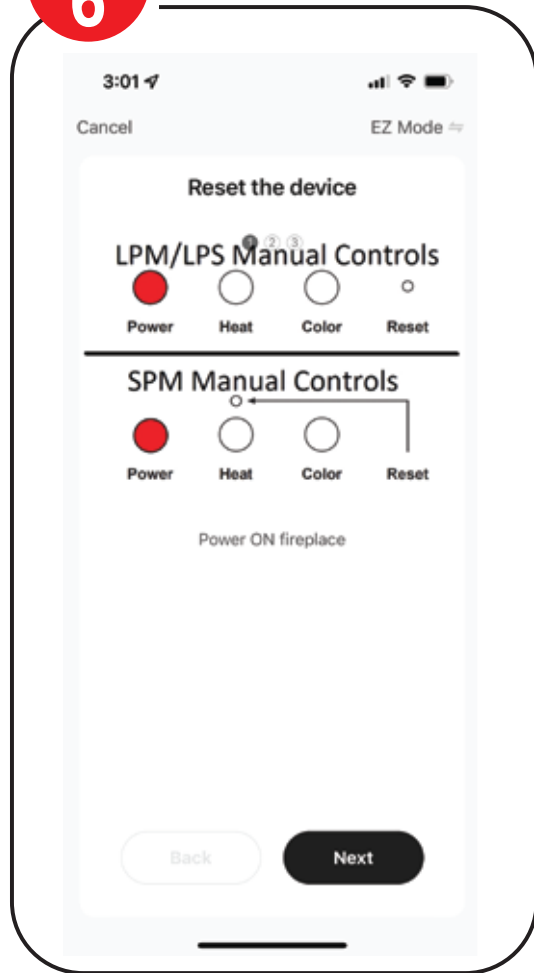 6
3:01
Cancel EZ Mode
Reset the device
1 2 3
LPM/LPS Manual Controls
Power Heat Color Reset
SPM Manual Controls
Power Heat Color Reset
Power ON fireplace
Back Next